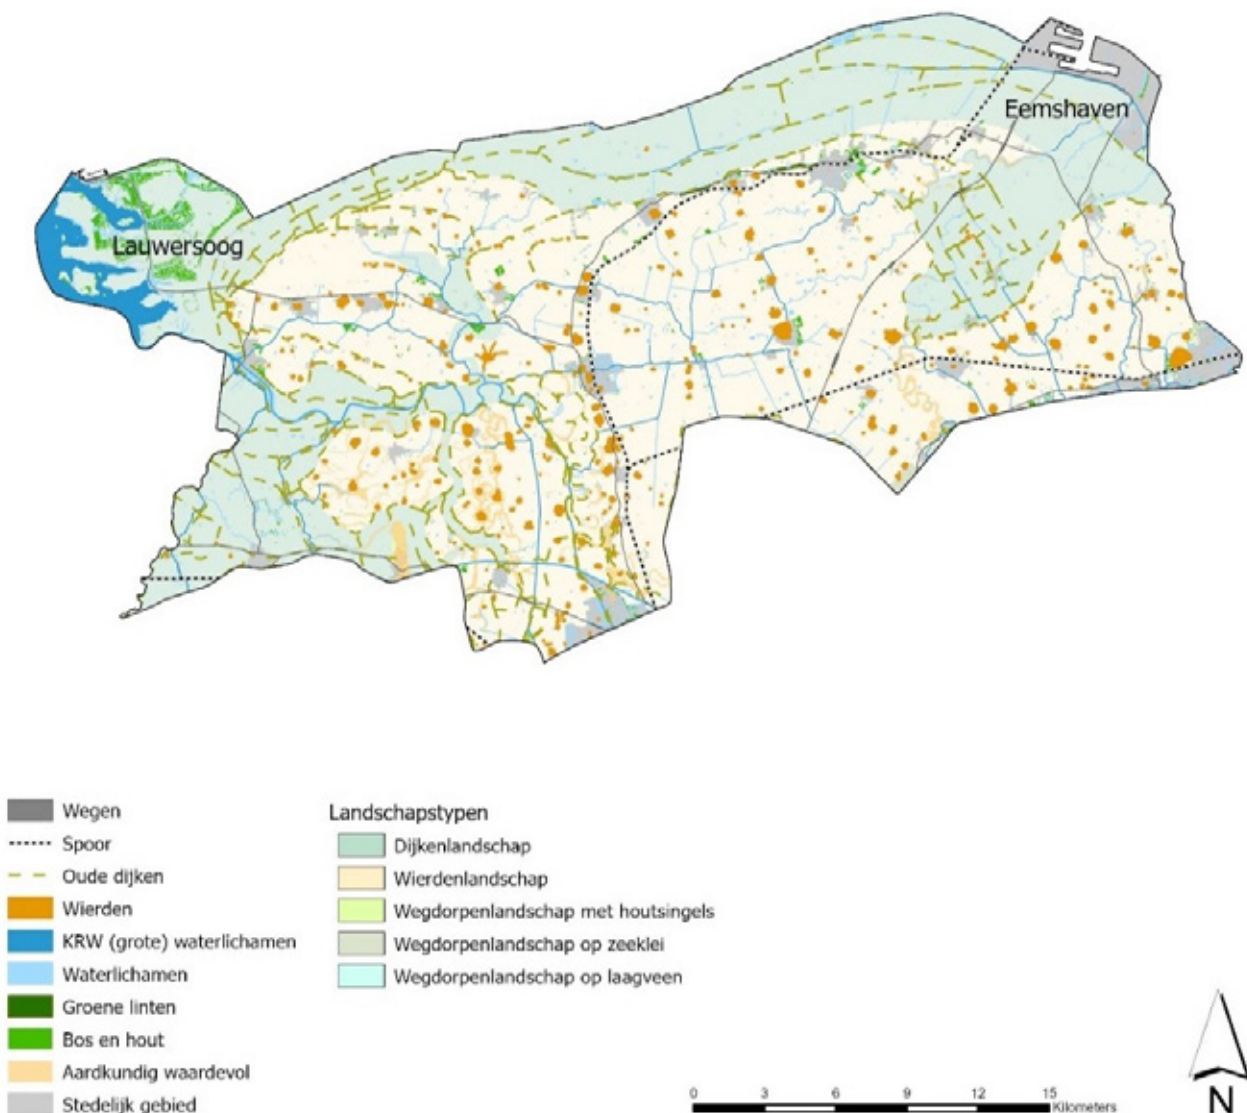 Eemshaven
Lauwersoog
Wegen
Spoor
Oude dijken
Wierden
KRW (grote) waterlichamen
Waterlichamen
Groene linten
Bos en hout
Aardkundig waardevol
Stedelijk gebied
Landschapstypen
Dijkenlandschap
Wierdenlandschap
Wegdorpenlandschap met houtsingels
Wegdorpenlandschap op zeeklei
Wegdorpenlandschap op laagveen
0 3 6 9 12 15
Kilometers
N